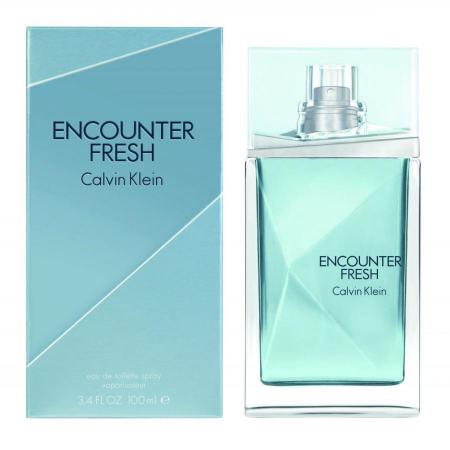 ENCOUNTER
FRESH
Calvin Klein
eau de toilette spray
vaporisateur
3.4 FL OZ 100 ml ℮
ENCOUNTER
FRESH
Calvin Klein